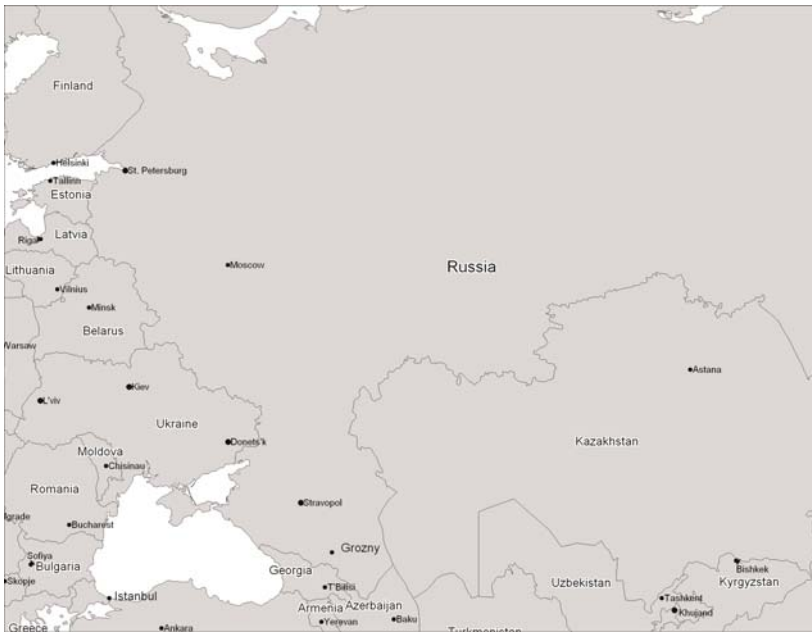 Finland
Helsinki
St. Petersburg
Tallinn
Estonia
Latvia
Riga
Moscow
Russia
Lithuania
Vilnius
Minsk
Belarus
Warsaw
Astana
Kiev
L'viv
Ukraine
Donets'k
Kazakhstan
Moldova
Chisinau
Romania
Stravopol
lgrade
Bucharest
Grozny
Sofiya
Bulgaria
Bishkek
Georgia
Skopje
T'Bilisi
Uzbekistan
Kyrgyzstan
Istanbul
Tashkent
Armenia
Azerbaijan
Khujand
Greece
Ankara
Yerevan
Baku
Turkmenistan